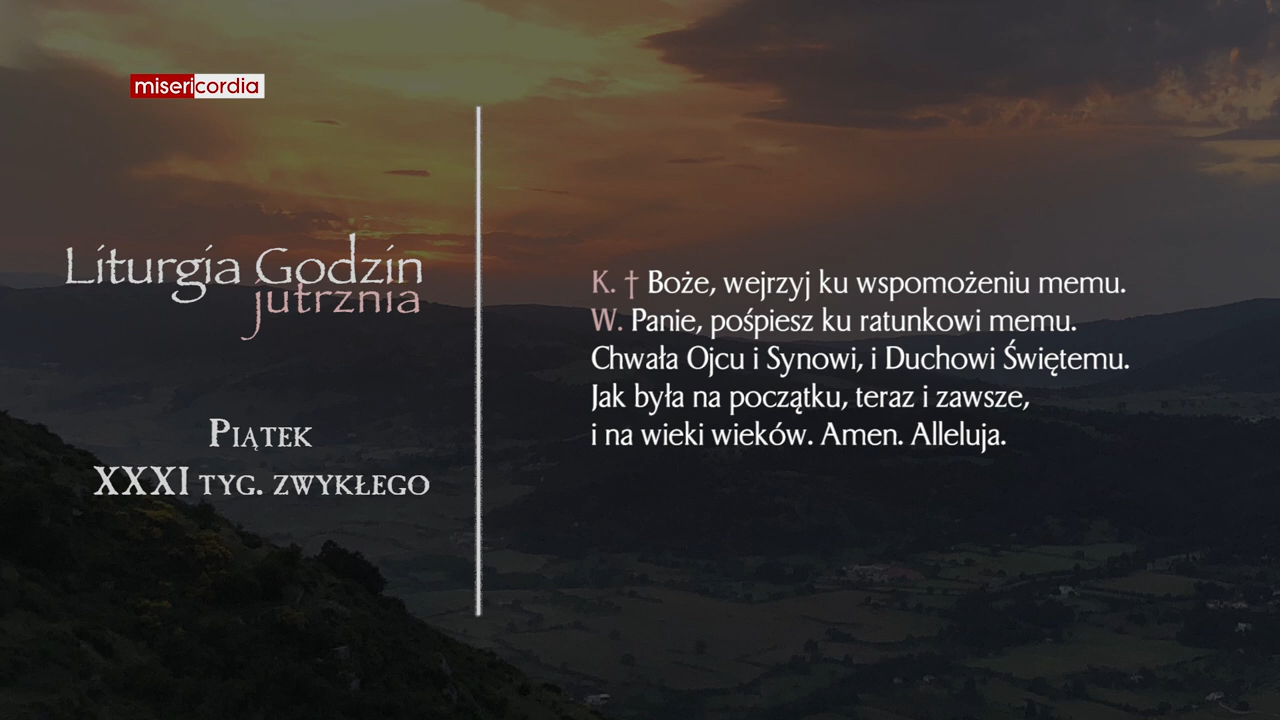 misericordia
Liturgia Godzin
jutrznia
Piątek
XXXI tyg. zwykłego
K. † Boże, wejrzyj ku wspomożeniu memu.
W. Panie, pośpiesz ku ratunkowi memu.
Chwała Ojcu i Synowi, i Duchowi Świętemu.
Jak była na początku, teraz i zawsze,
i na wieki wieków. Amen. Alleluja.